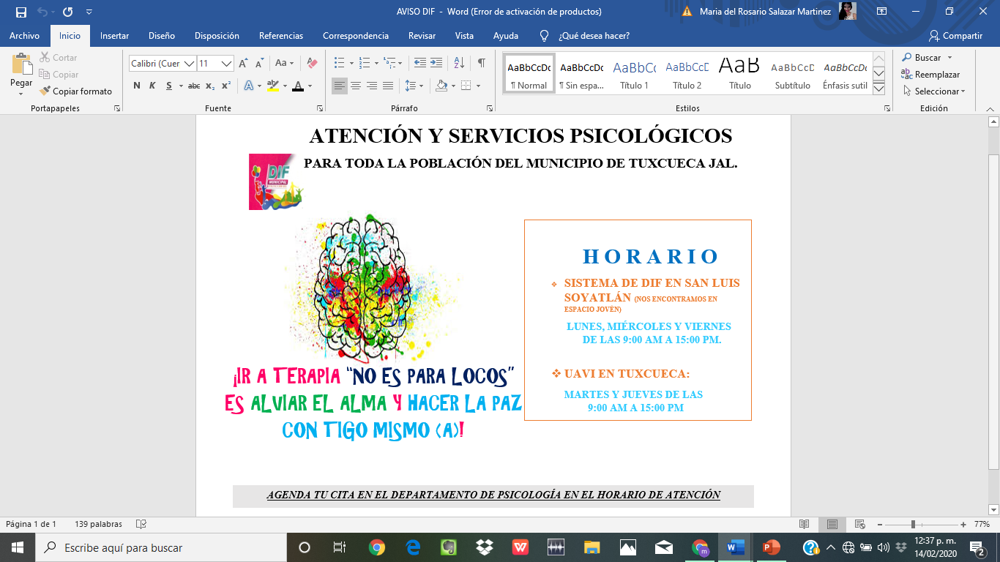 AVISO DIF - Word (Error de activación de productos)
Maria del Rosario Salazar Martinez
Archivo Inicio Insertar Diseño Disposición Referencias Correspondencia Revisar Vista Ayuda ¿Qué desea hacer? Compartir
Pegar
Cortar
Copiar
Copiar formato
Portapapeles
Calibri (Cuer 11
Aa
N K S abc x₂ x²
A A
Fuente
Párrafo
AaBbCcDc AaBbCcDc AaBbCc AaBbCcD AaB AaBbCcD AaBbCcDc
¶ Normal ¶ Sin espa... Título 1 Título 2 Título Subtítulo Énfasis sutil
Estilos
Buscar
Reemplazar
Seleccionar
Edición
ATENCIÓN Y SERVICIOS PSICOLÓGICOS
PARA TODA LA POBLACIÓN DEL MUNICIPIO DE TUXCUECA JAL.
DIF
MUNICIPAL
¡IR A TERAPIA “NO ES PARA LOCOS”
ES ALVIAR EL ALMA Y HACER LA PAZ
CON TIGO MISMO (A)!
HORARIO
❖ SISTEMA DE DIF EN SAN LUIS
SOYATLÁN (NOS ENCONTRAMOS EN
ESPACIO JOVÉN)
LUNES, MIÉRCOLES Y VIERNES
DE LAS 9:00 AM A 15:00 PM.
❖ UAVI EN TUXCUECA:
MARTES Y JUEVES DE LAS
9:00 AM A 15:00 PM
AGENDA TU CITA EN EL DEPARTAMENTO DE PSICOLOGÍA EN EL HORARIO DE ATENCIÓN
Página 1 de 1 139 palabras 77%
Escribe aquí para buscar
12:37 p. m.
14/02/2020
2